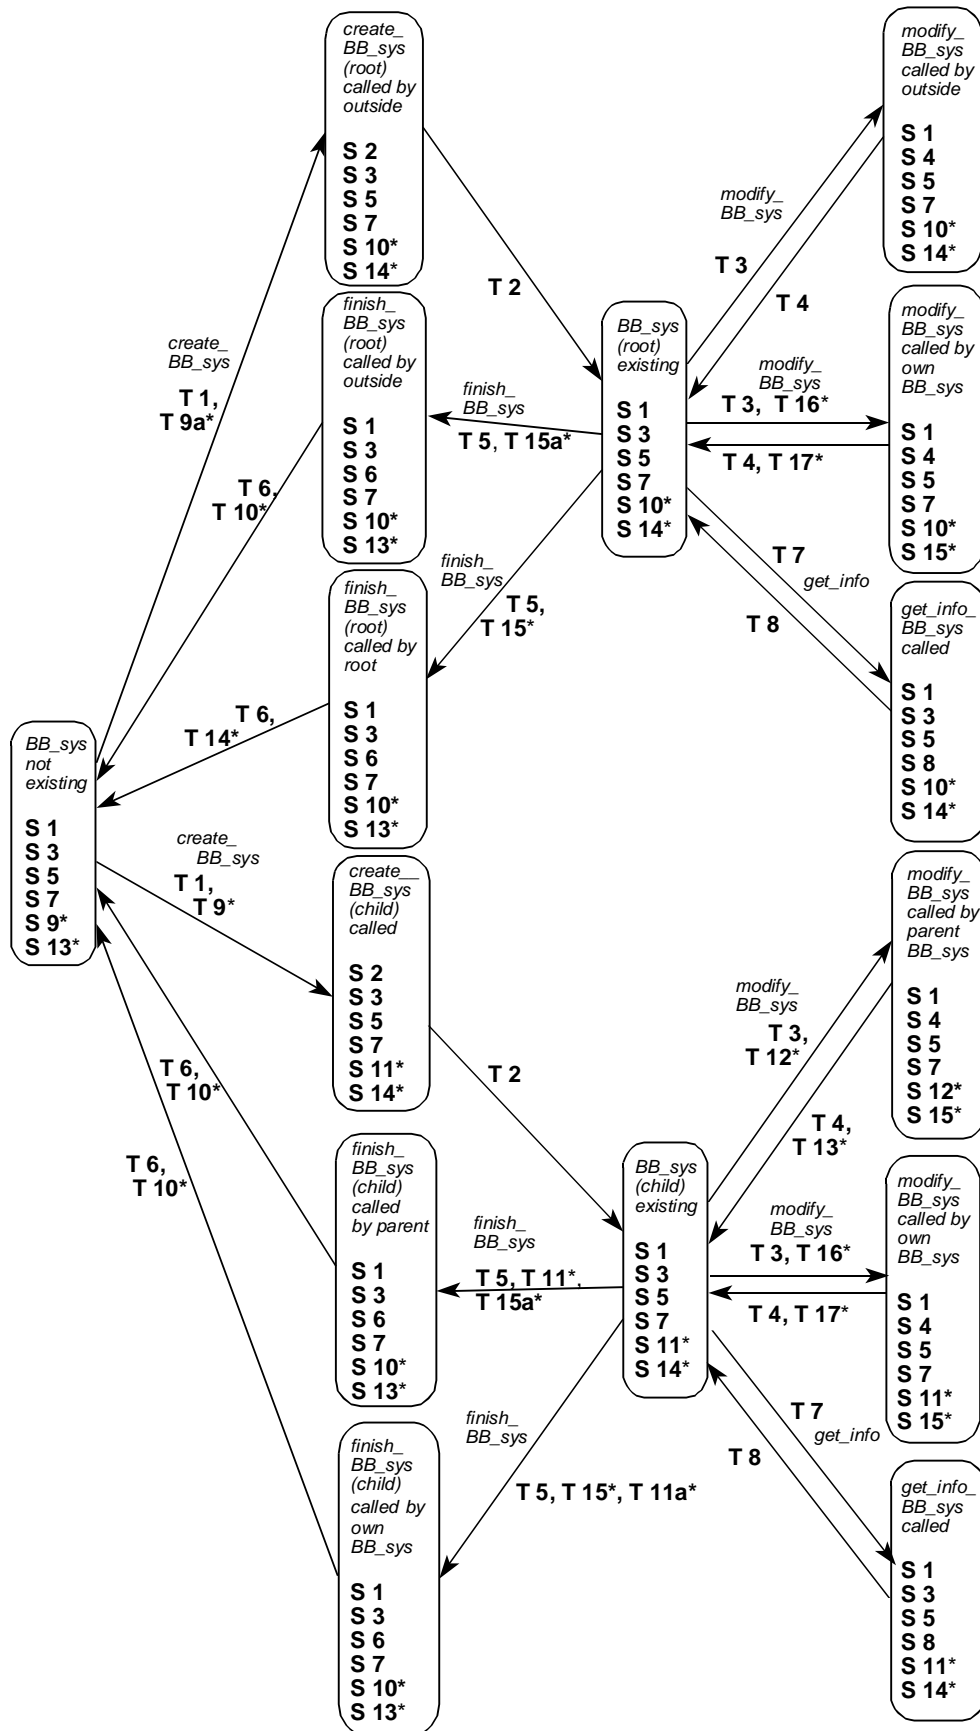 create_
BB_sys
(root)
called by
outside
S 2
S 3
S 5
S 7
S 10*
S 14*
modify_
BB_sys
called by
outside
S 1
S 4
S 5
S 7
S 10*
S 14*
modify_
BB_sys
T 3
T 4
T 2
create_
BB_sys
T 1,
T 9a*
finish_
BB_sys
(root)
called by
outside
S 1
S 3
S 6
S 7
S 10*
S 13*
finish_
BB_sys
T 5, T 15a*
BB_sys
(root)
existing
S 1
S 3
S 5
S 7
S 10*
S 14*
modify_
BB_sys
T 3, T 16*
T 4, T 17*
modify_
BB_sys
called by
own
BB_sys
S 1
S 4
S 5
S 7
S 10*
S 15*
T 6,
T 10*
finish_
BB_sys
T 5,
T 15*
T 7
get_info
T 8
finish_
BB_sys
(root)
called by
root
S 1
S 3
S 6
S 7
S 10*
S 13*
get_info_
BB_sys
called
S 1
S 3
S 5
S 8
S 10*
S 14*
T 6,
T 14*
BB_sys
not
existing
S 1
S 3
S 5
S 7
S 9*
S 13*
create_
BB_sys
T 1,
T 9*
create__
BB_sys
(child)
called
S 2
S 3
S 5
S 7
S 11*
S 14*
modify_
BB_sys
called by
parent
BB_sys
S 1
S 4
S 5
S 7
S 12*
S 15*
modify_
BB_sys
T 3,
T 12*
T 4,
T 13*
T 2
T 6,
T 10*
T 6,
T 10*
finish_
BB_sys
(child)
called
by parent
S 1
S 3
S 6
S 7
S 10*
S 13*
finish_
BB_sys
T 5, T 11*,
T 15a*
BB_sys
(child)
existing
S 1
S 3
S 5
S 7
S 11*
S 14*
modify_
BB_sys
T 3, T 16*
T 4, T 17*
modify_
BB_sys
called by
own
BB_sys
S 1
S 4
S 5
S 7
S 11*
S 15*
finish_
BB_sys
T 5, T 15*, T 11a*
T 7
get_info
T 8
finish_
BB_sys
(child)
called by
own
BB_sys
S 1
S 3
S 6
S 7
S 10*
S 13*
get_info_
BB_sys
called
S 1
S 3
S 5
S 8
S 11*
S 14*